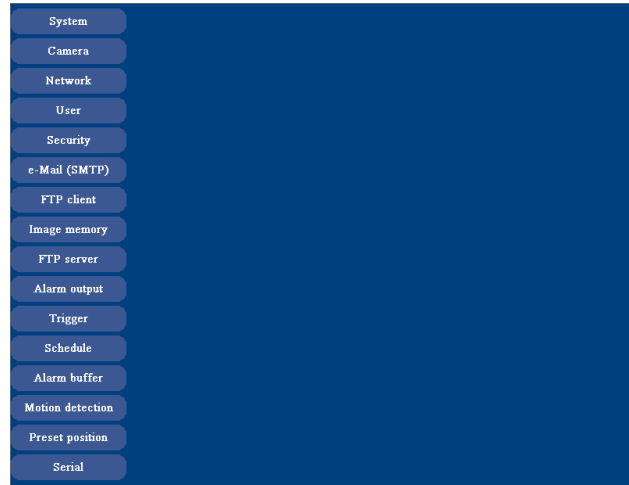 System
Camera
Network
User
Security
e-Mail (SMTP)
FTP client
Image memory
FTP server
Alarm output
Trigger
Schedule
Alarm buffer
Motion detection
Preset position
Serial